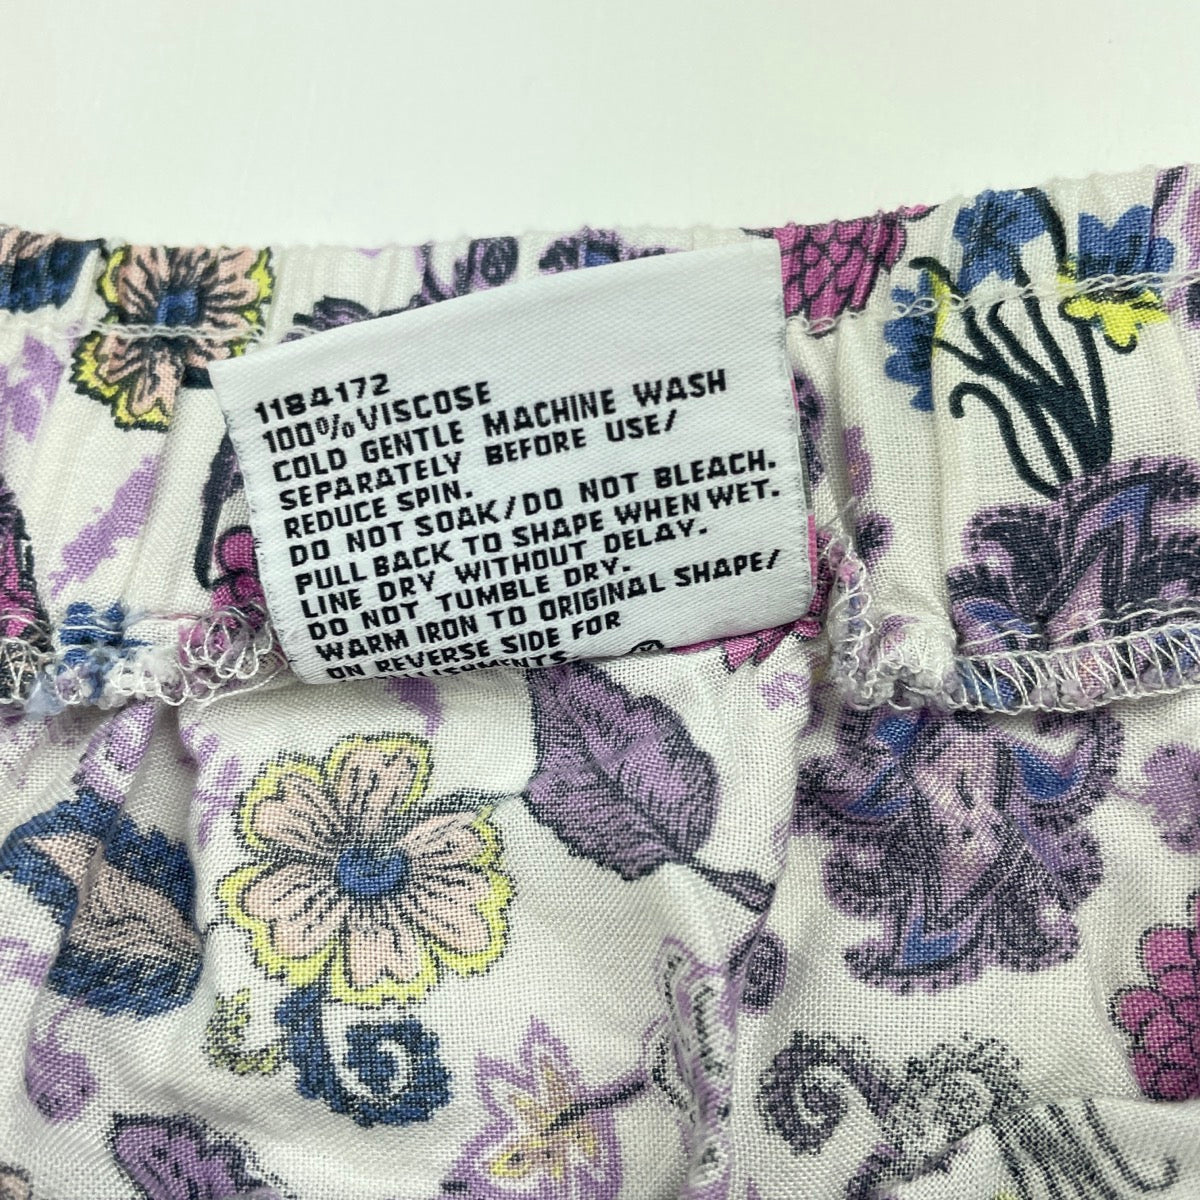 1184172
100% VISCOSE
COLD GENTLE MACHINE WASH
SEPARATELY BEFORE USE/
REDUCE SPIN.
DO NOT SOAK/DO NOT BLEACH.
PULL BACK TO SHAPE WHEN WET.
LINE DRY WITHOUT DELAY.
DO NOT TUMBLE DRY.
WARM IRON TO ORIGINAL SHAPE/
ON REVERSE SIDE FOR